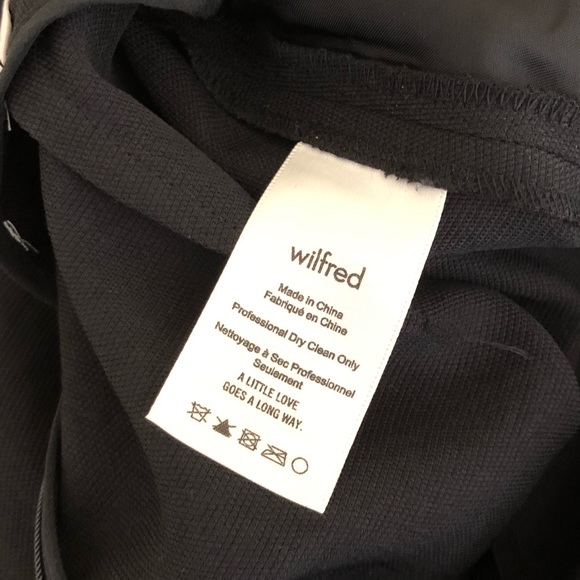 wilfred
Made in China
Fabriqué en Chine
Professional Dry Clean Only
Nettoyage à Sec Professionnel
Seulement
A LITTLE LOVE
GOES A LONG WAY.